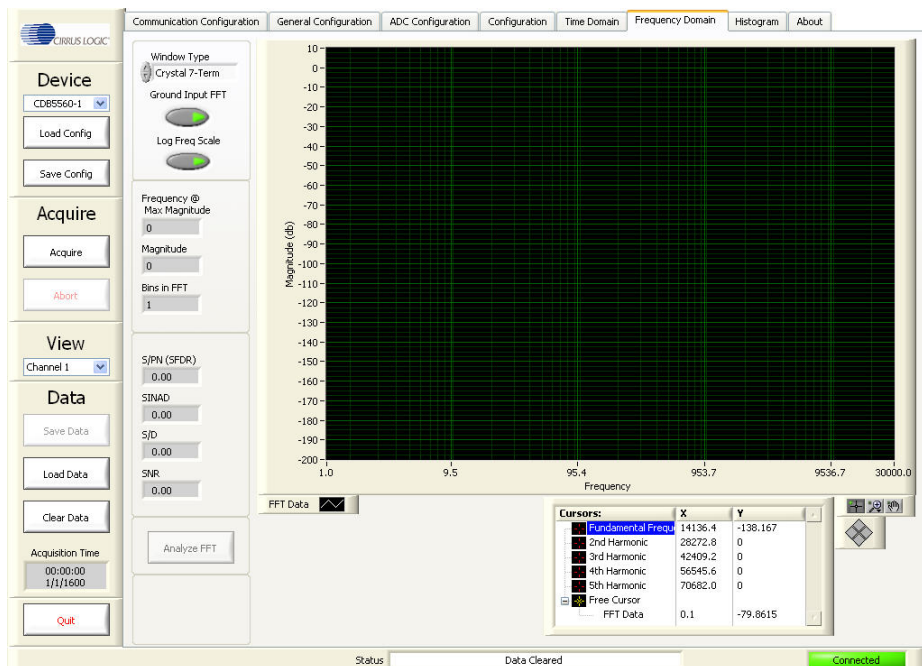 CIRRUS LOGIC
Communication Configuration
General Configuration
ADC Configuration
Configuration
Time Domain
Frequency Domain
Histogram
About
Device
CDB5560-1
Load Config
Save Config
Acquire
Acquire
Abort
View
Channel 1
Data
Save Data
Load Data
Clear Data
Acquisition Time
00:00:00
1/1/1600
Quit
Window Type
Crystal 7-Term
Ground Input FFT
Log Freq Scale
Frequency @
Max Magnitude
0
Magnitude
0
Bins in FFT
1
S/PN (SFDR)
0.00
SINAD
0.00
S/D
0.00
SNR
0.00
Analyze FFT
Magnitude (db)
10
0
-10
-20
-30
-40
-50
-60
-70
-80
-90
-100
-110
-120
-130
-140
-150
-160
-170
-180
-190
-200
1.0 9.5 95.4 953.7 9536.7 30000.0
Frequency
FFT Data
Cursors: X Y
Fundamental Frequ 14136.4 -138.167
2nd Harmonic 28272.8 0
3rd Harmonic 42409.2 0
4th Harmonic 56545.6 0
5th Harmonic 70682.0 0
Free Cursor
FFT Data 0.1 -79.8615
Status Data Cleared Connected